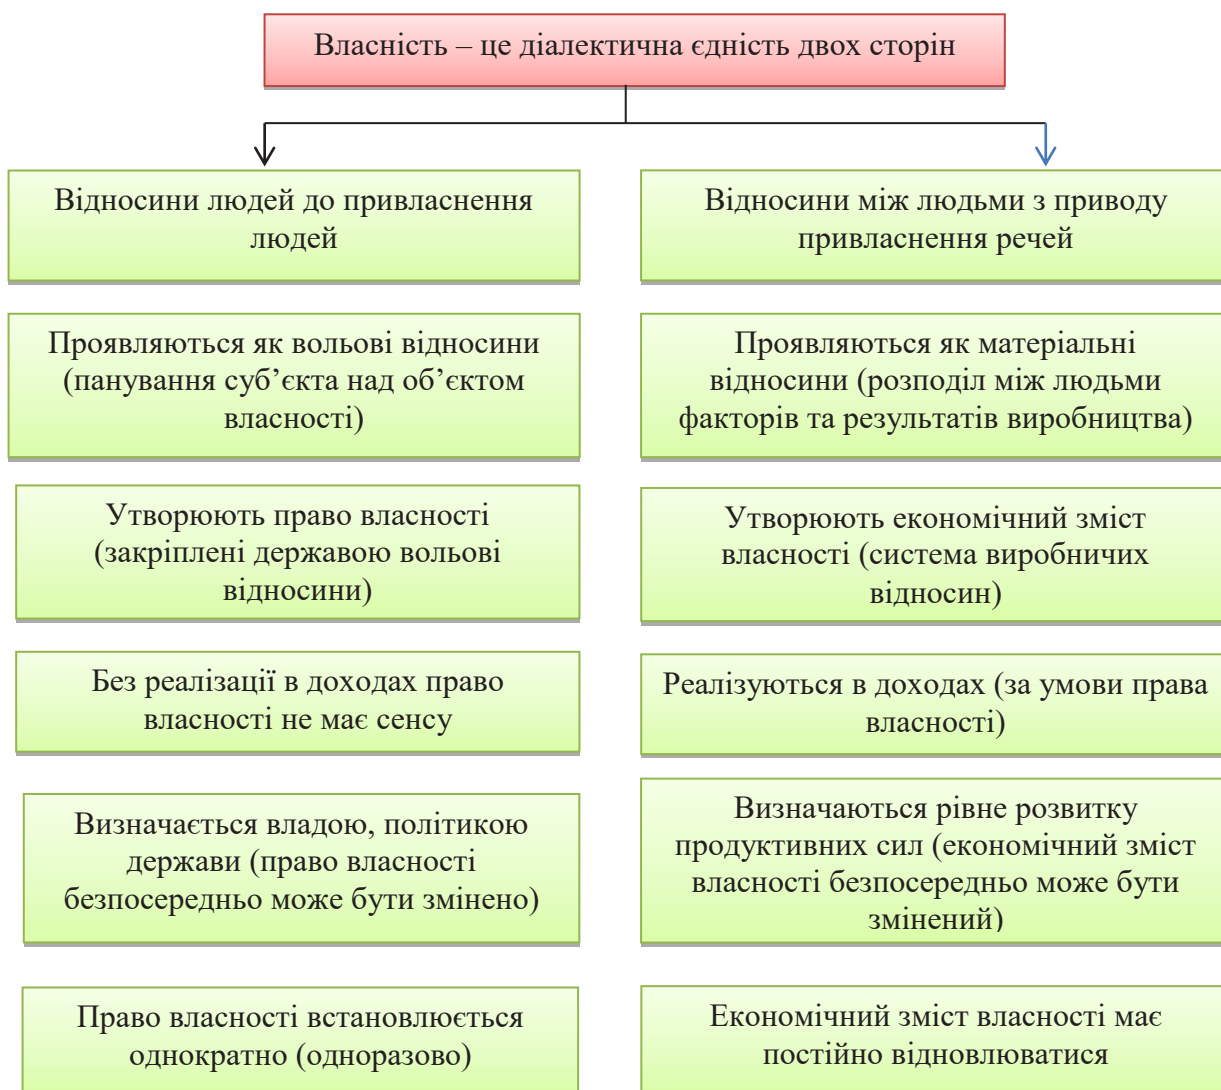 Власність – це діалектична єдність двох сторін
Відносини людей до привласнення
людей
Відносини між людьми з приводу
привласнення речей
Проявляються як вольові відносини
(панування суб’єкта над об’єктом
власності)
Проявляються як матеріальні
відносини (розподіл між людьми
факторів та результатів виробництва)
Утворюють право власності
(закріплені державою вольові
відносини)
Утворюють економічний зміст
власності (система виробничих
відносин)
Без реалізації в доходах право
власності не має сенсу
Реалізуються в доходах (за умови права
власності)
Визначається владою, політикою
держави (право власності
безпосередньо може бути змінено)
Визначаються рівне розвитку
продуктивних сил (економічний зміст
власності безпосередньо може бути
змінений)
Право власності встановлюється
однократно (одноразово)
Економічний зміст власності має
постійно відновлюватися